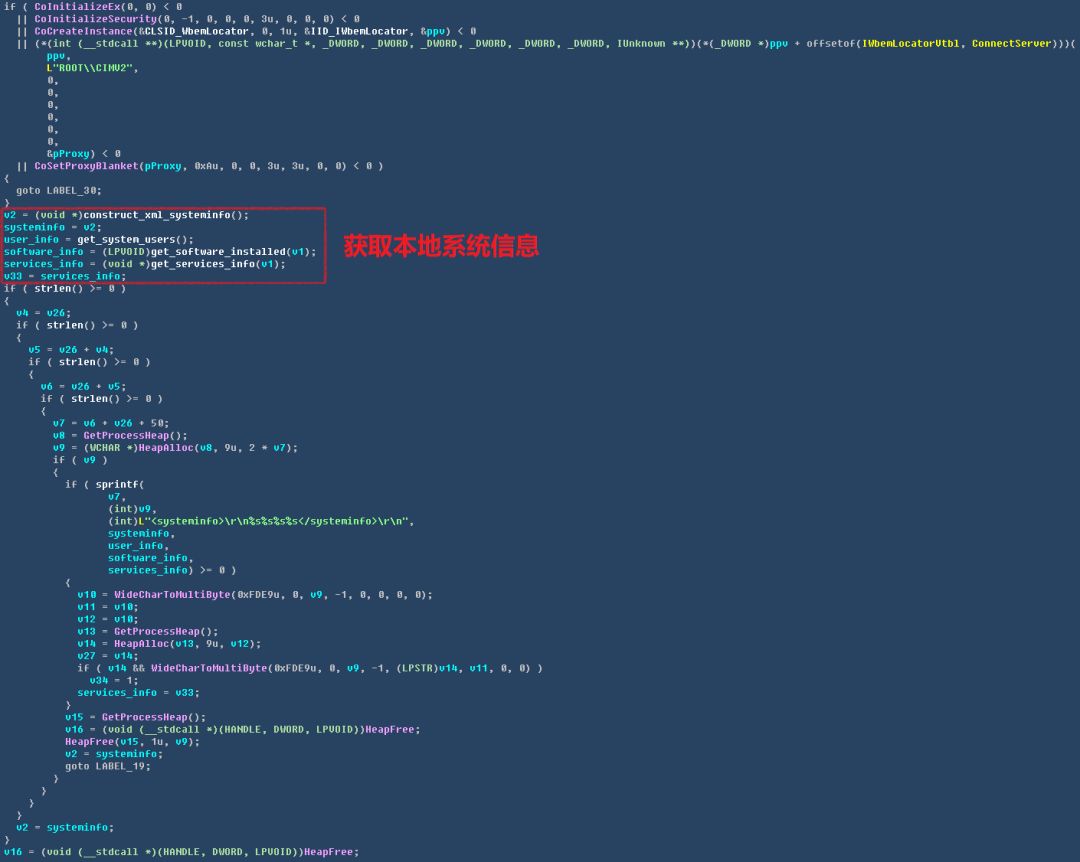 if ( CoInitializeEx(0, 0) < 0
  || CoInitializeSecurity(0, -1, 0, 0, 0, 3u, 0, 0, 0) < 0
  || CoCreateInstance(&CLSID_WbemLocator, 0, 1u, &IID_IWbemLocator, &ppv) < 0
  || (*(int (__stdcall **)(LPVOID, const wchar_t *, _DWORD, _DWORD, _DWORD, _DWORD, _DWORD, _DWORD, IUnknown **))(*(_DWORD *)ppv + offsetof(IWbemLocatorVtbl, ConnectServer)))(
       ppv,
       L"ROOT\\CIMV2",
       0,
       0,
       0,
       0,
       0,
       0,
       &pProxy) < 0
  || CoSetProxyBlanket(pProxy, 0xAu, 0, 0, 3u, 3u, 0, 0) < 0 )
{
  goto LABEL_30;
}
v2 = (void *)construct_xml_systeminfo();
systeminfo = v2;
user_info = get_system_users();
software_info = (LPVOID)get_software_installed(v1);
获取本地系统信息
services_info = (void *)get_services_info(v1);
v33 = services_info;
if ( strlen() >= 0 )
{
  v4 = v26;
  if ( strlen() >= 0 )
  {
    v5 = v26 + v4;
    if ( strlen() >= 0 )
    {
      v6 = v26 + v5;
      if ( strlen() >= 0 )
      {
        v7 = v6 + v26 + 50;
        v8 = GetProcessHeap();
        v9 = (WCHAR *)HeapAlloc(v8, 9u, 2 * v7);
        if ( v9 )
        {
          if ( sprintf(
                 v7,
                 (int)v9,
                 (int)L"<systeminfo>\r\n%s%s%s%s</systeminfo>\r\n",
                 systeminfo,
                 user_info,
                 software_info,
                 services_info) >= 0 )
          {
            v10 = WideCharToMultiByte(0xFDE9u, 0, v9, -1, 0, 0, 0, 0);
            v11 = v10;
            v12 = v10;
            v13 = GetProcessHeap();
            v14 = HeapAlloc(v13, 9u, v12);
            v27 = v14;
            if ( v14 && WideCharToMultiByte(0xFDE9u, 0, v9, -1, (LPSTR)v14, v11, 0, 0) )
              v34 = 1;
            services_info = v33;
          }
          v15 = GetProcessHeap();
          v16 = (void (__stdcall *)(HANDLE, DWORD, LPVOID))HeapFree;
          HeapFree(v15, 1u, v9);
          v2 = systeminfo;
          goto LABEL_19;
        }
      }
    }
  }
  v2 = systeminfo;
}
v16 = (void (__stdcall *)(HANDLE, DWORD, LPVOID))HeapFree;